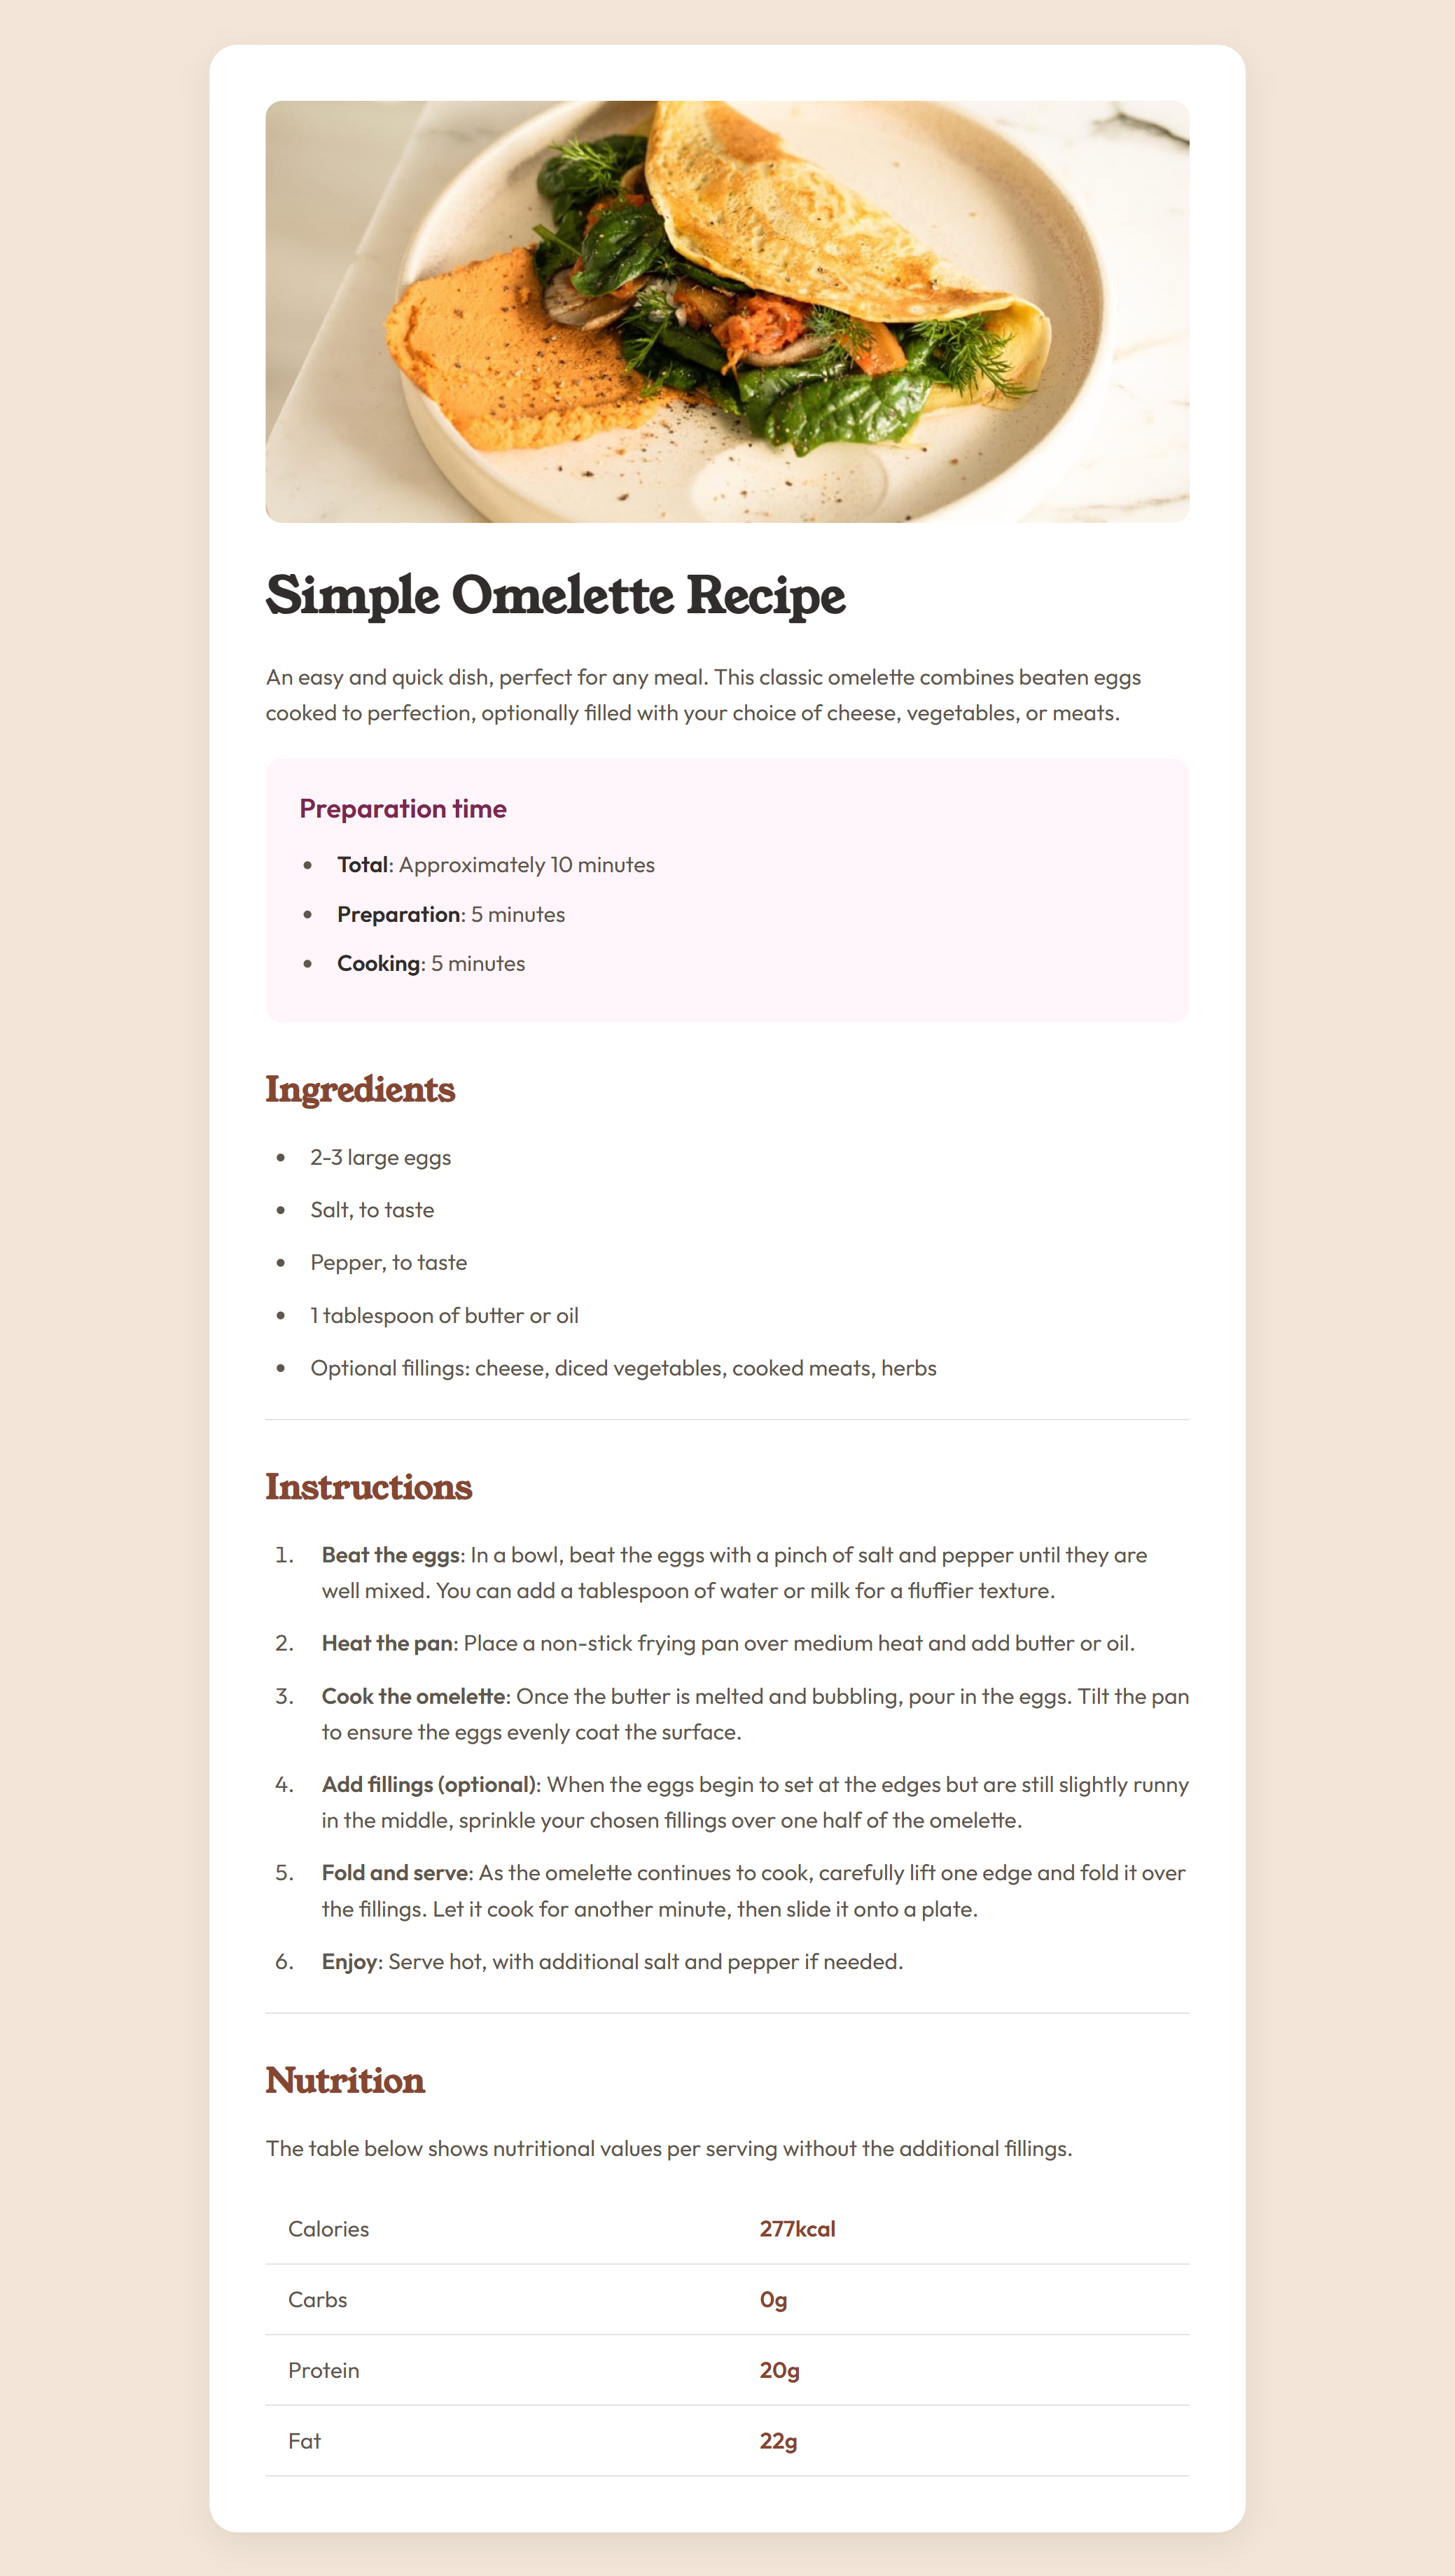 Simple Omelette Recipe
An easy and quick dish, perfect for any meal. This classic omelette combines beaten eggs
cooked to perfection, optionally filled with your choice of cheese, vegetables, or meats.
Preparation time
• Total: Approximately 10 minutes
• Preparation: 5 minutes
• Cooking: 5 minutes
Ingredients
• 2-3 large eggs
• Salt, to taste
• Pepper, to taste
• 1 tablespoon of butter or oil
• Optional fillings: cheese, diced vegetables, cooked meats, herbs
Instructions
1. Beat the eggs: In a bowl, beat the eggs with a pinch of salt and pepper until they are
well mixed. You can add a tablespoon of water or milk for a fluffier texture.
2. Heat the pan: Place a non-stick frying pan over medium heat and add butter or oil.
3. Cook the omelette: Once the butter is melted and bubbling, pour in the eggs. Tilt the pan
to ensure the eggs evenly coat the surface.
4. Add fillings (optional): When the eggs begin to set at the edges but are still slightly runny
in the middle, sprinkle your chosen fillings over one half of the omelette.
5. Fold and serve: As the omelette continues to cook, carefully lift one edge and fold it over
the fillings. Let it cook for another minute, then slide it onto a plate.
6. Enjoy: Serve hot, with additional salt and pepper if needed.
Nutrition
The table below shows nutritional values per serving without the additional fillings.
Calories 277kcal
Carbs 0g
Protein 20g
Fat 22g